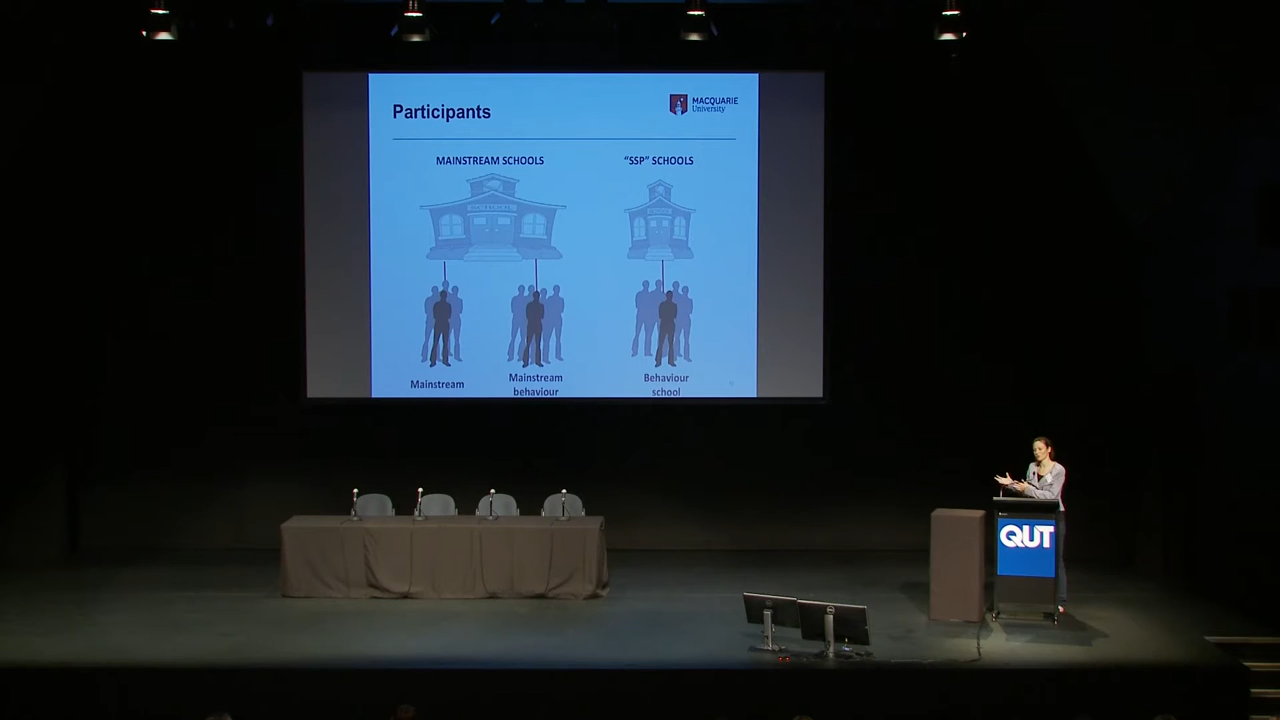 Participants
MACQUARIE
University
MAINSTREAM SCHOOLS
“SSP” SCHOOLS
Mainstream
Mainstream
behaviour
Behaviour
school
QUT